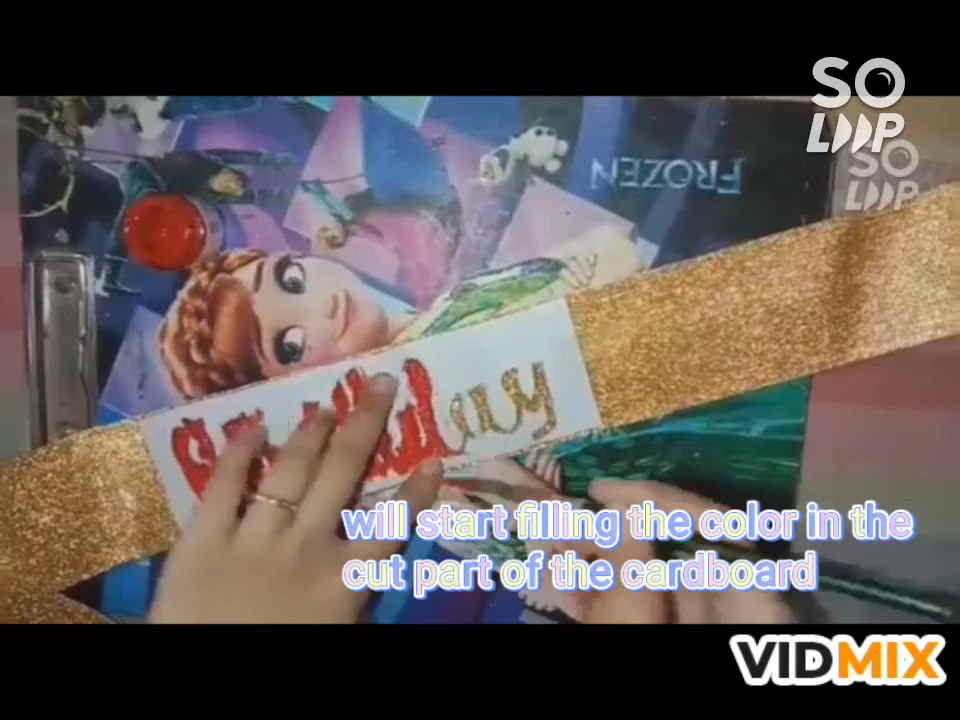 SO
LOOP
SO
LOOP
FROZEN
will start filling the color in the
cut part of the cardboard
VIDMIX